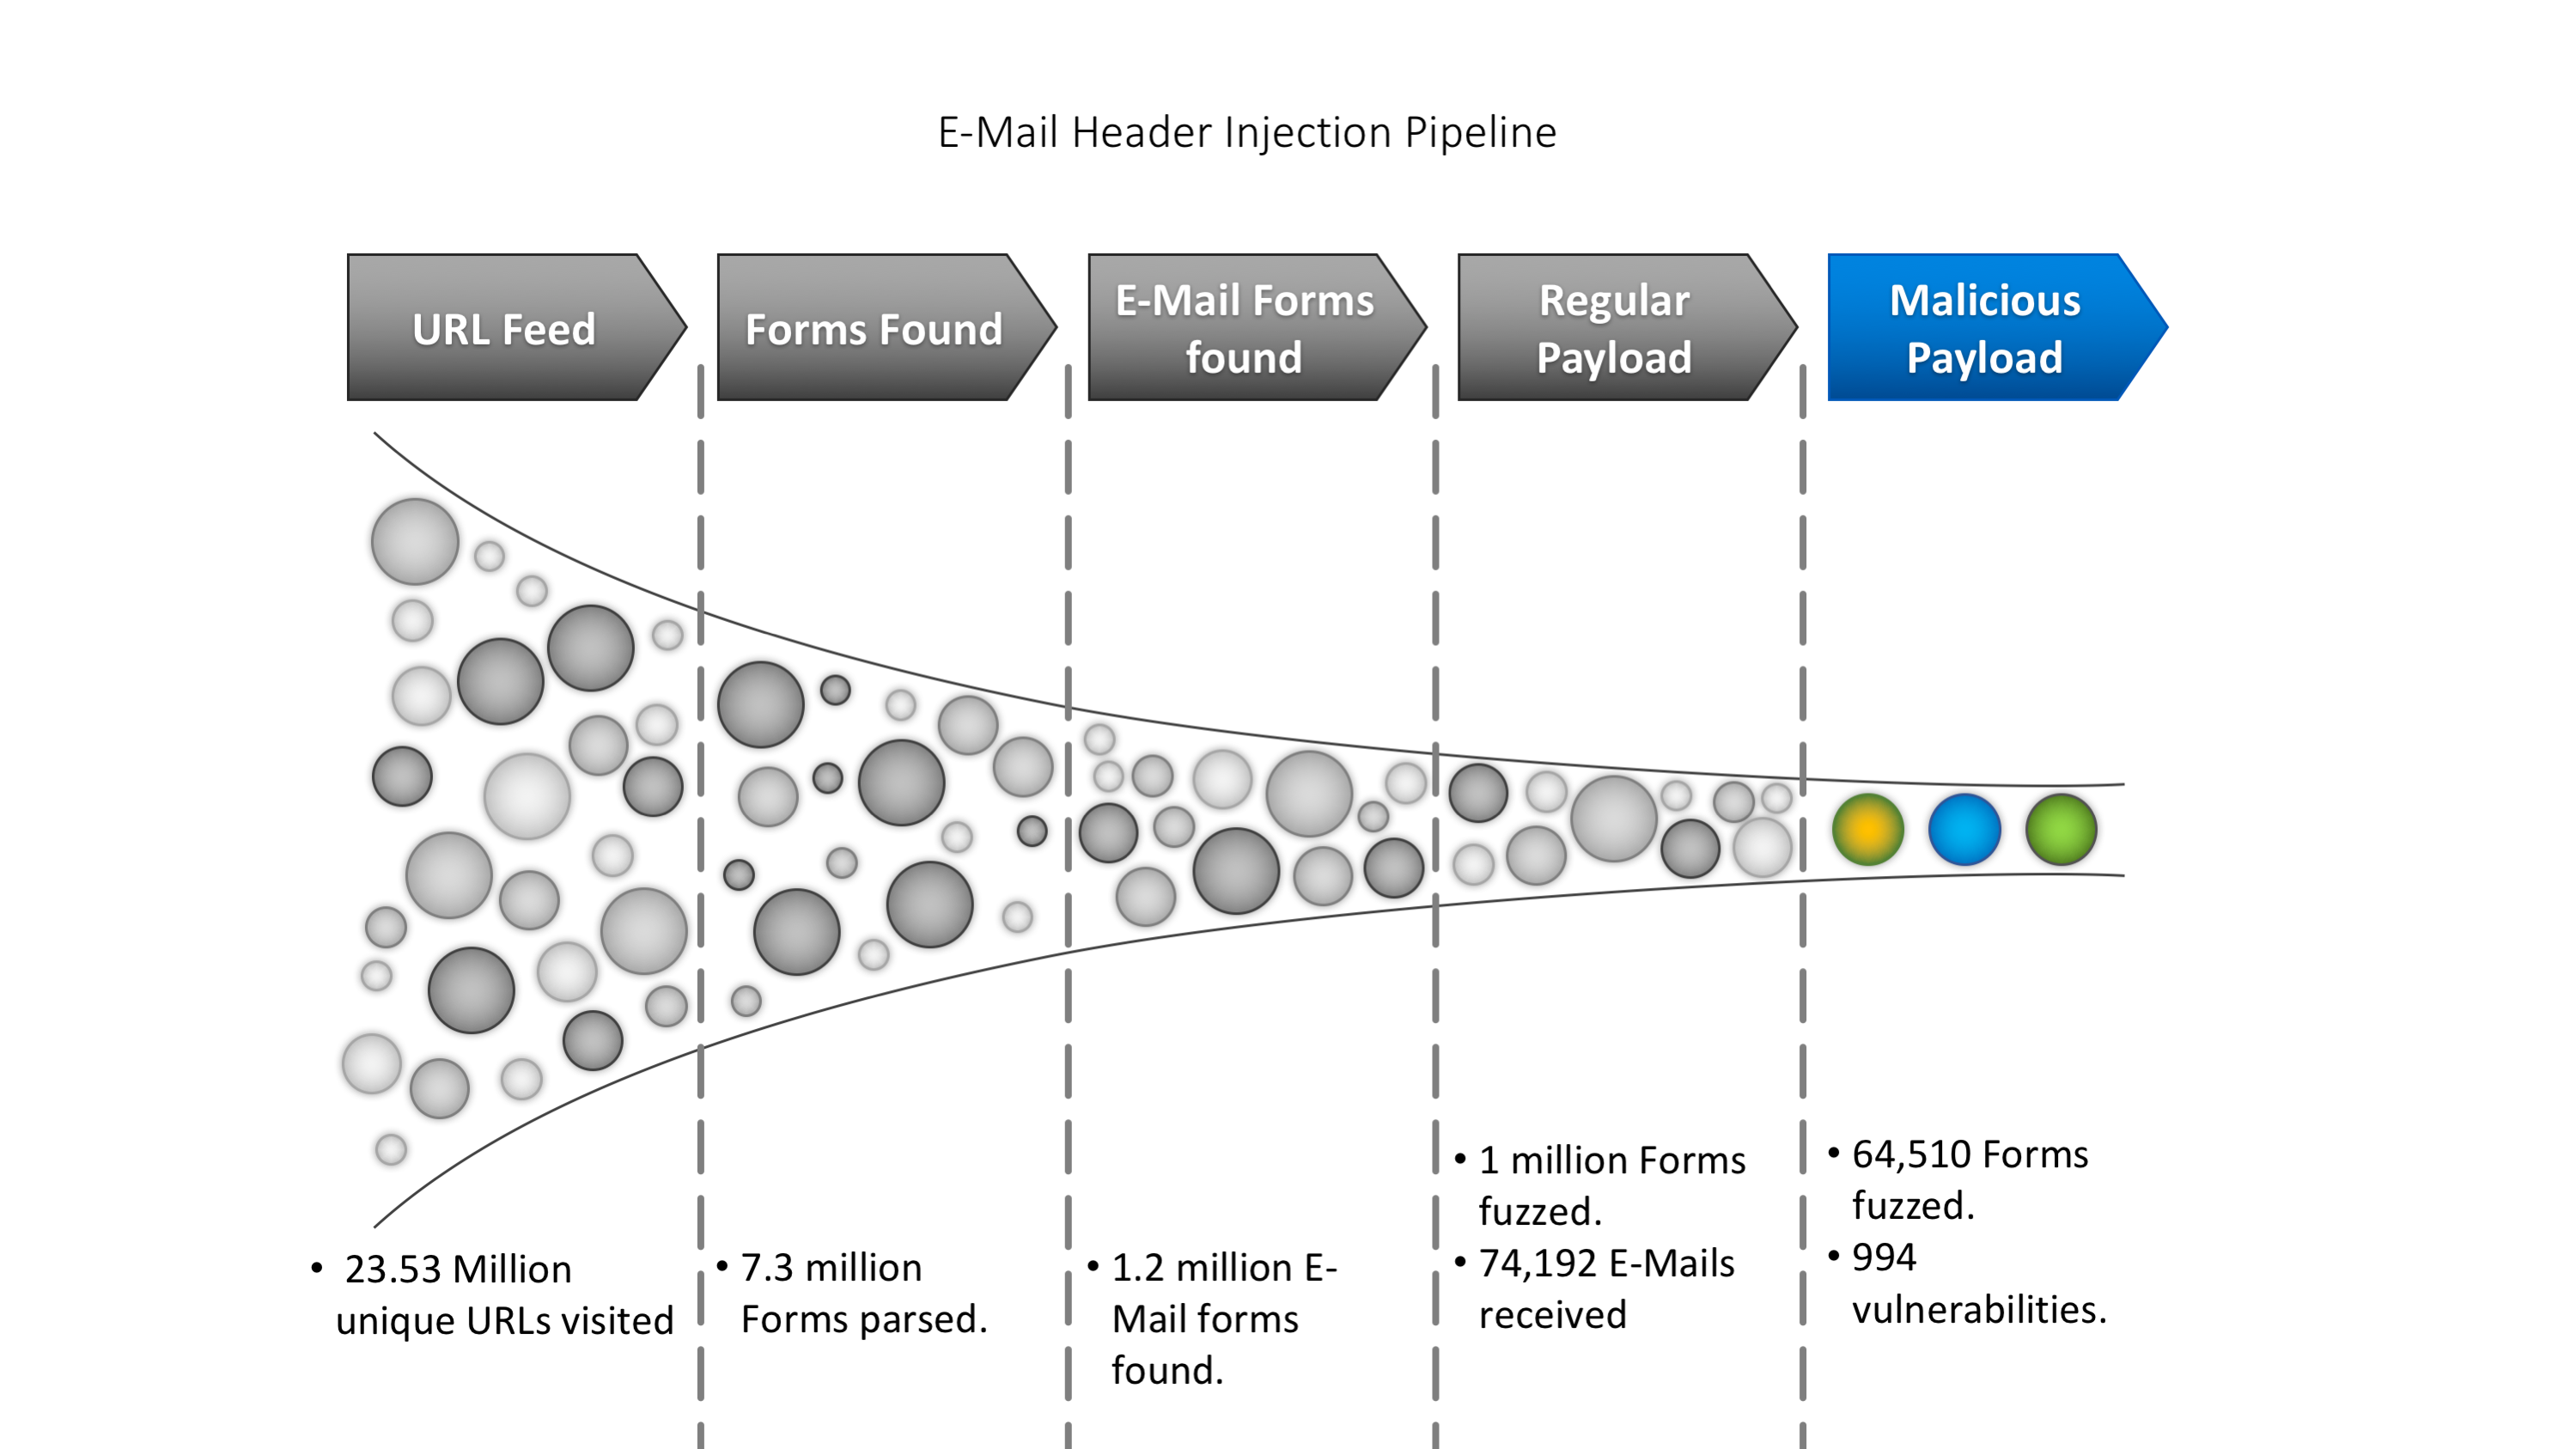 E-Mail Header Injection Pipeline
URL Feed
Forms Found
E-Mail Forms
found
Regular
Payload
Malicious
Payload
• 23.53 Million
unique URLs visited
• 7.3 million
Forms parsed.
• 1.2 million E-
Mail forms
found.
• 1 million Forms
fuzzed.
• 74,192 E-Mails
received
• 64,510 Forms
fuzzed.
• 994
vulnerabilities.